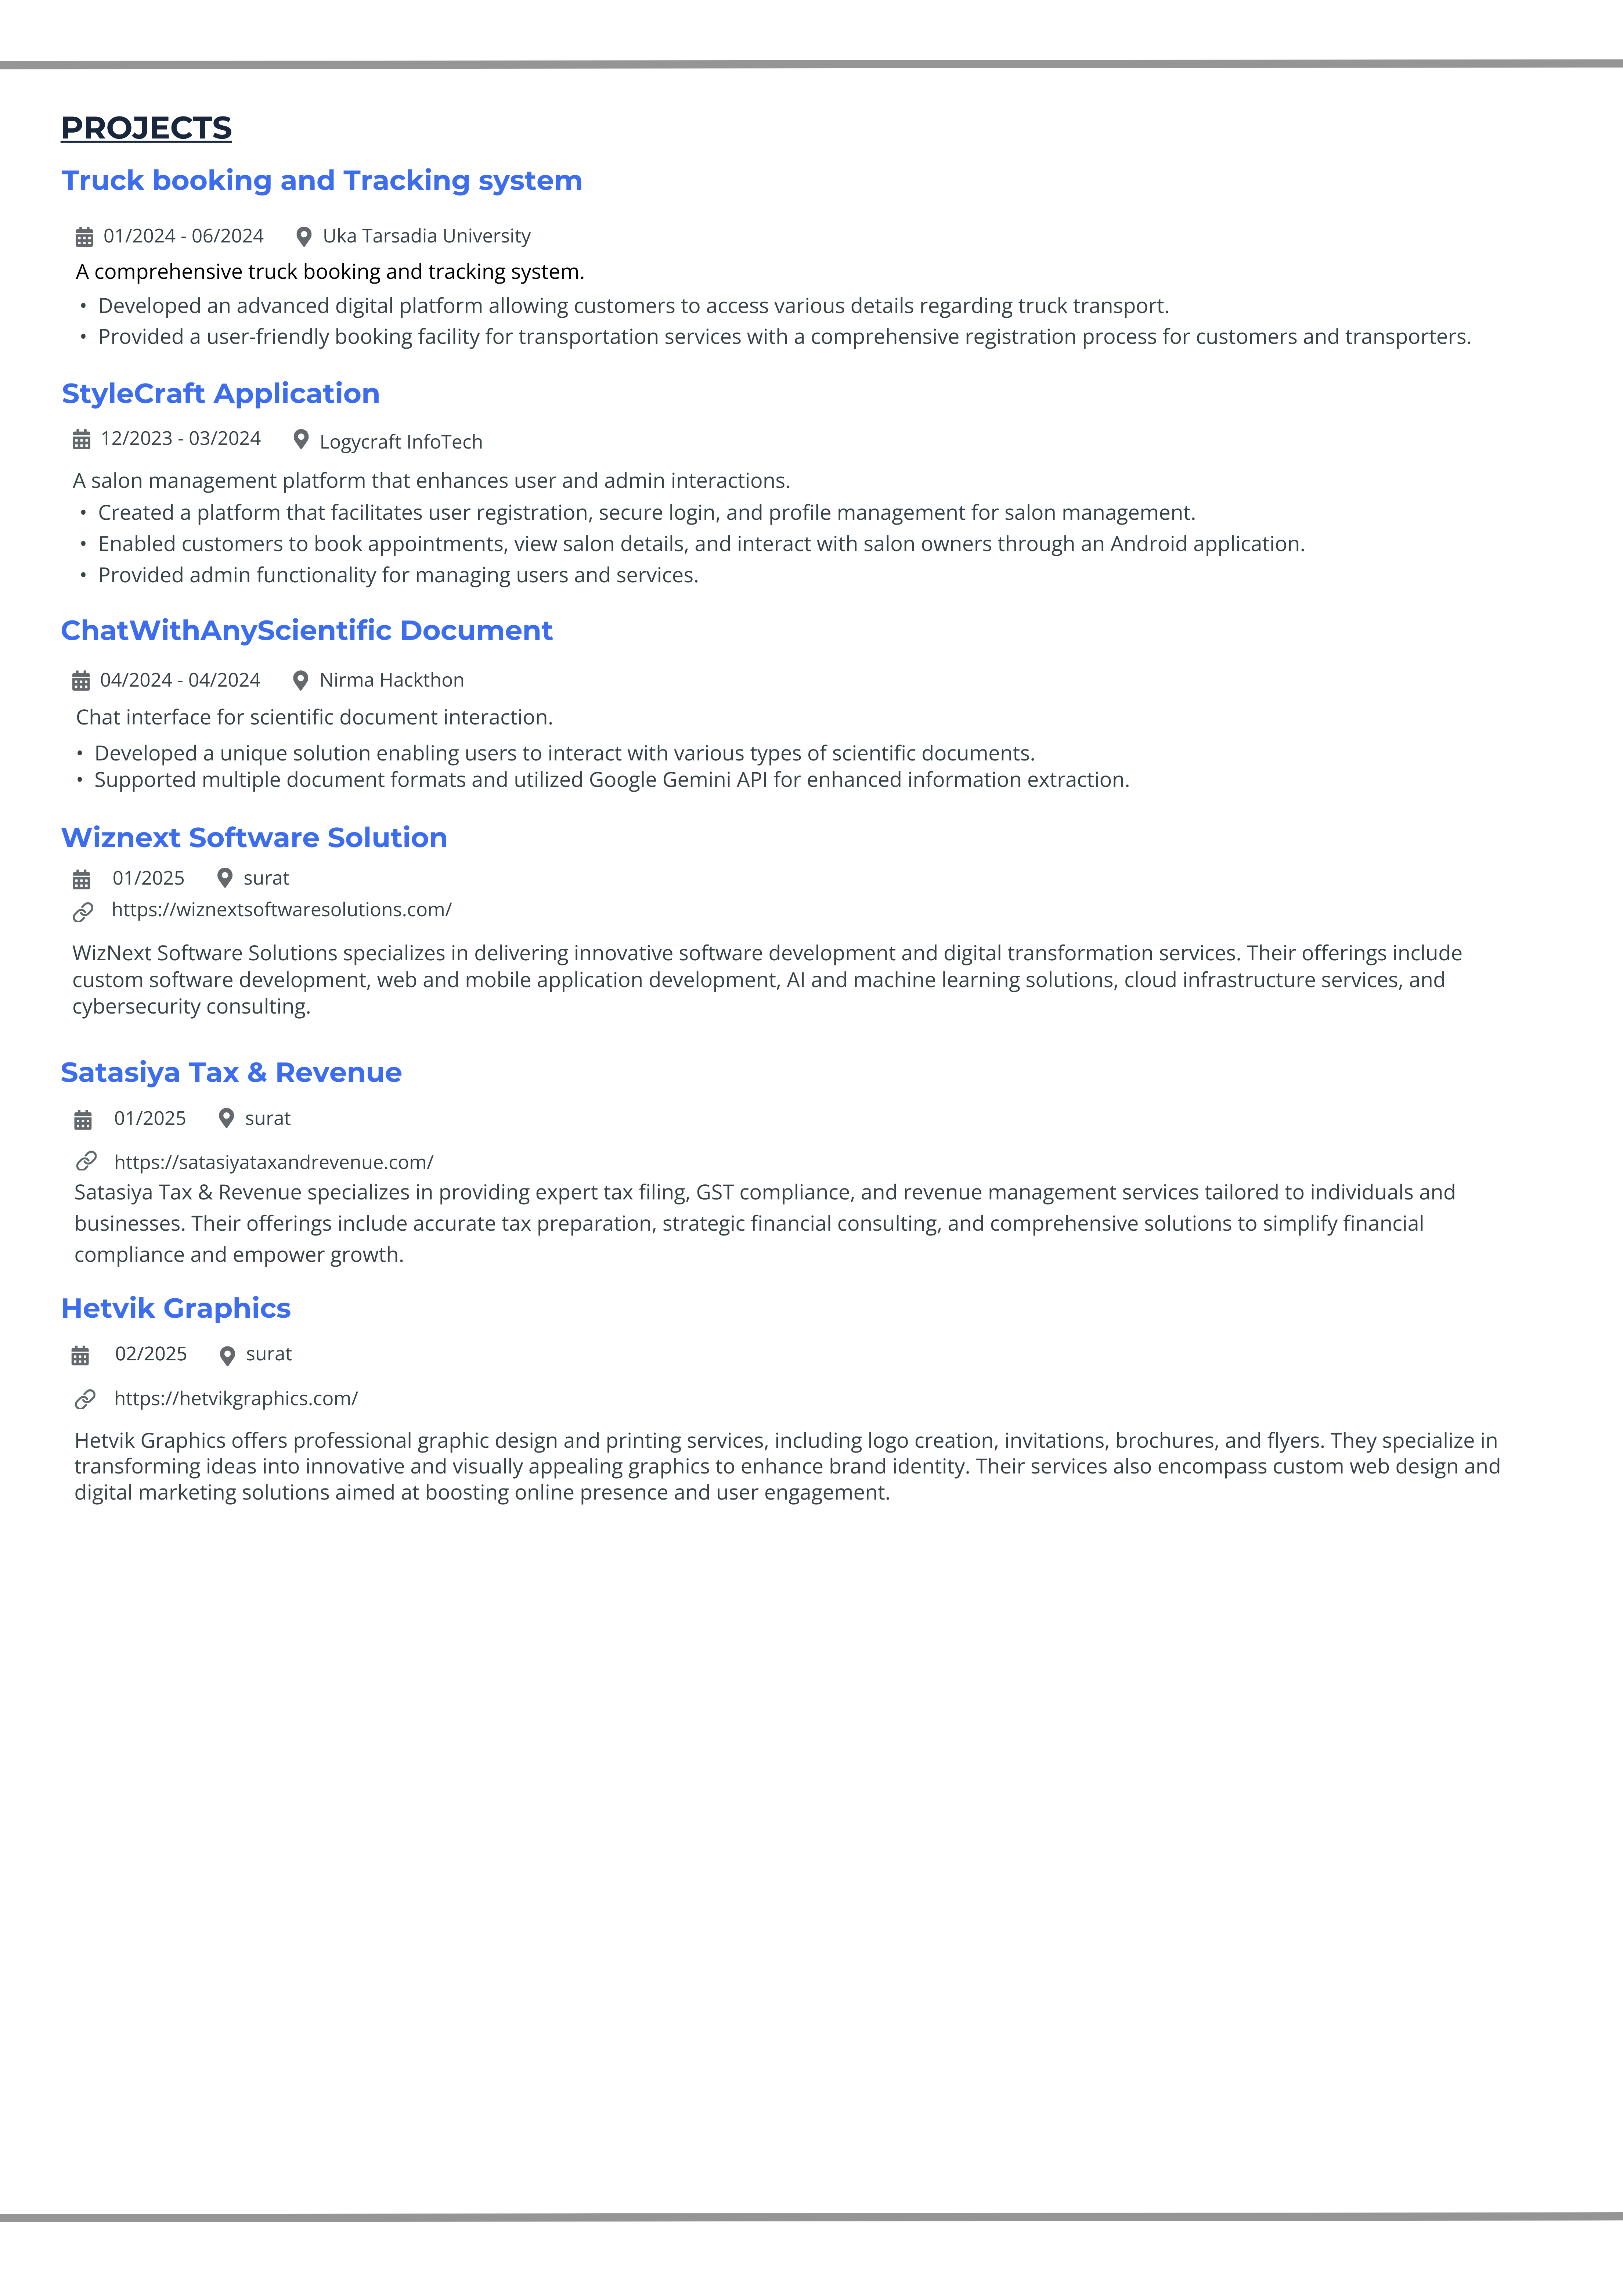 PROJECTS
Truck booking and Tracking system
01/2024 - 06/2024 Uka Tarsadia University
A comprehensive truck booking and tracking system.
• Developed an advanced digital platform allowing customers to access various details regarding truck transport.
• Provided a user-friendly booking facility for transportation services with a comprehensive registration process for customers and transporters.
StyleCraft Application
12/2023 - 03/2024 Logycraft InfoTech
A salon management platform that enhances user and admin interactions.
• Created a platform that facilitates user registration, secure login, and profile management for salon management.
• Enabled customers to book appointments, view salon details, and interact with salon owners through an Android application.
• Provided admin functionality for managing users and services.
ChatWithAnyScientific Document
04/2024 - 04/2024 Nirma Hackthon
Chat interface for scientific document interaction.
• Developed a unique solution enabling users to interact with various types of scientific documents.
• Supported multiple document formats and utilized Google Gemini API for enhanced information extraction.
Wiznext Software Solution
01/2025 surat
https://wiznextsoftwaresolutions.com/
WizNext Software Solutions specializes in delivering innovative software development and digital transformation services. Their offerings include
custom software development, web and mobile application development, AI and machine learning solutions, cloud infrastructure services, and
cybersecurity consulting.
Satasiya Tax & Revenue
01/2025 surat
https://satasiyataxandrevenue.com/
Satasiya Tax & Revenue specializes in providing expert tax filing, GST compliance, and revenue management services tailored to individuals and
businesses. Their offerings include accurate tax preparation, strategic financial consulting, and comprehensive solutions to simplify financial
compliance and empower growth.
Hetvik Graphics
02/2025 surat
https://hetvikgraphics.com/
Hetvik Graphics offers professional graphic design and printing services, including logo creation, invitations, brochures, and flyers. They specialize in
transforming ideas into innovative and visually appealing graphics to enhance brand identity. Their services also encompass custom web design and
digital marketing solutions aimed at boosting online presence and user engagement.